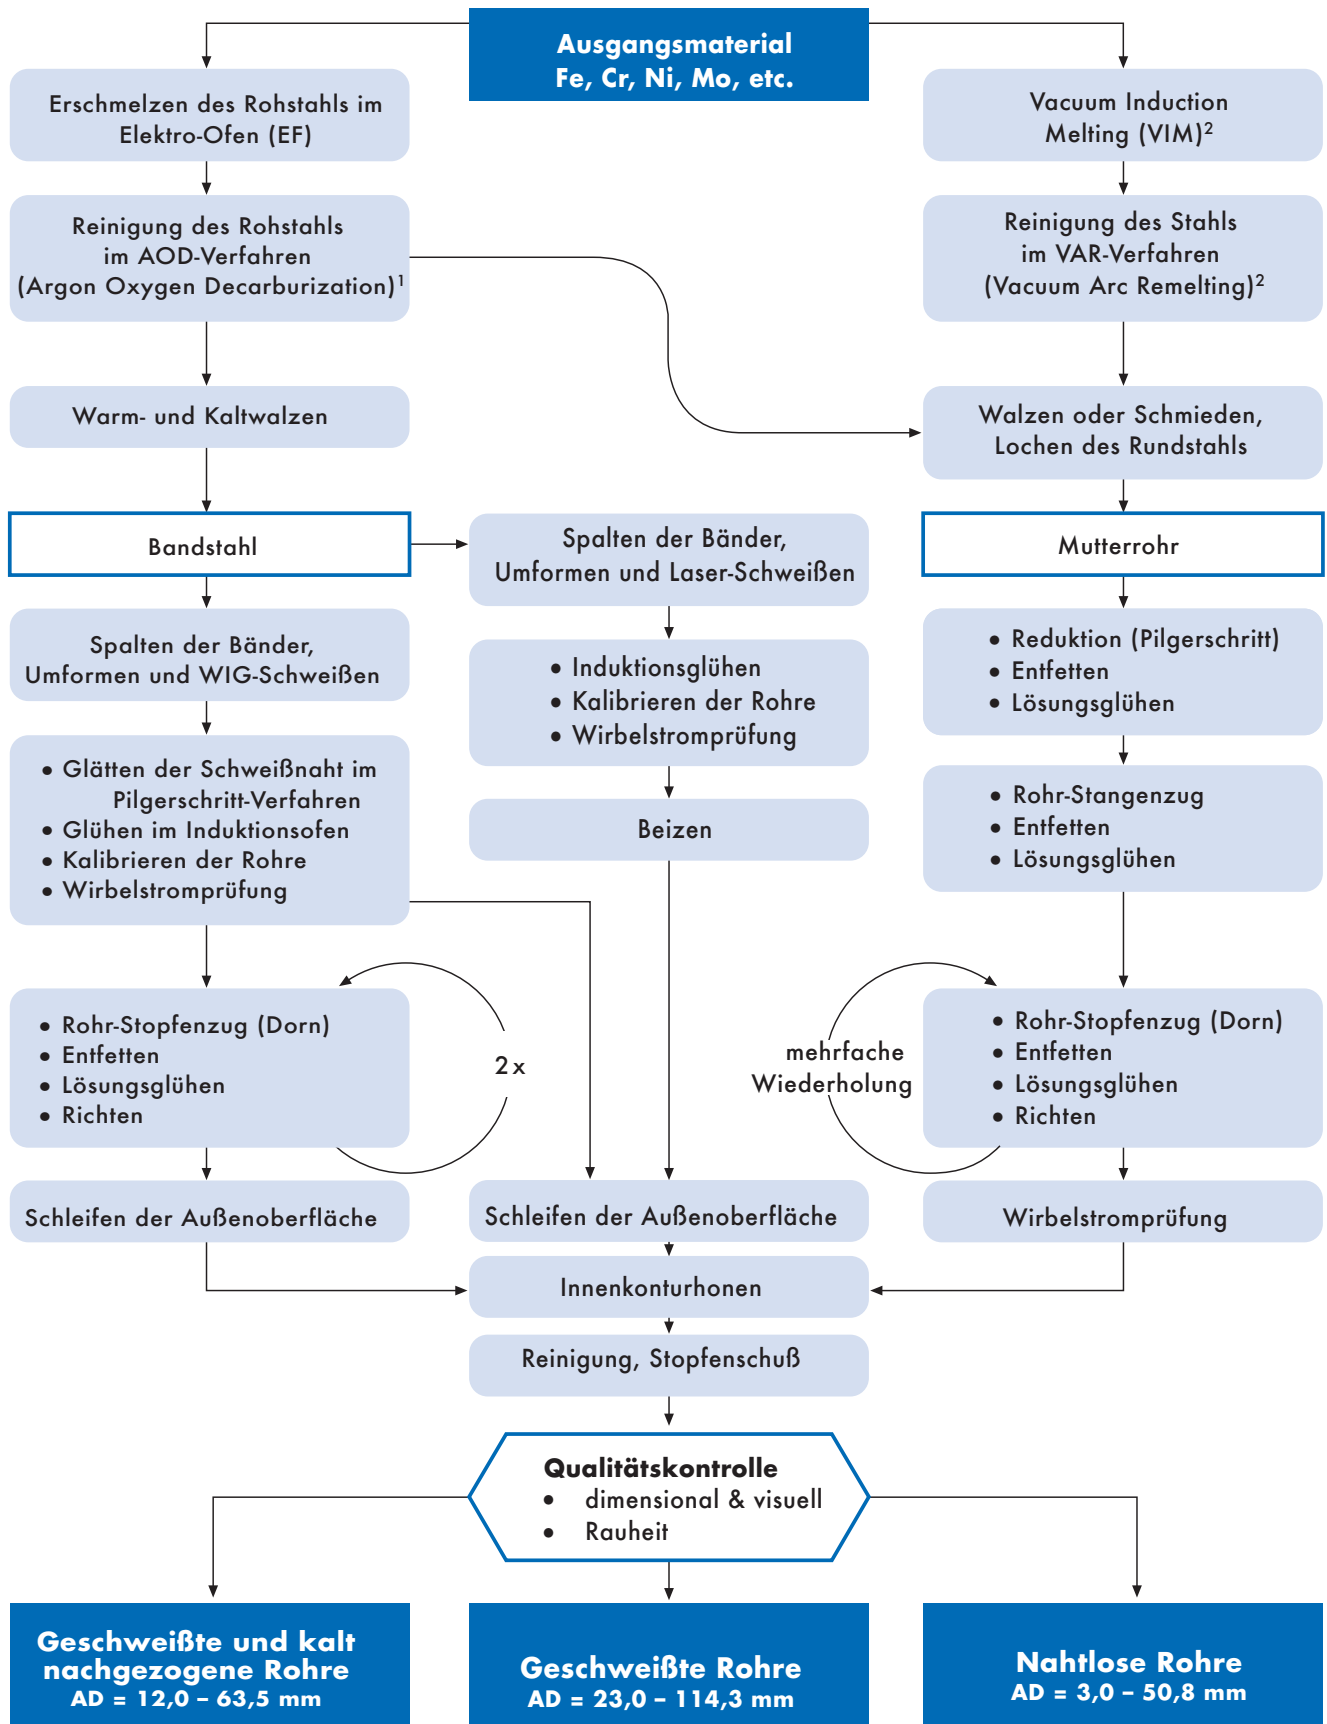 Ausgangsmaterial
Fe, Cr, Ni, Mo, etc.
Erschmelzen des Rohstahls im
Elektro-Ofen (EF)
Vacuum Induction
Melting (VIM)²
Reinigung des Rohstahls
im AOD-Verfahren
(Argon Oxygen Decarburization)¹
Reinigung des Stahls
im VAR-Verfahren
(Vacuum Arc Remelting)²
Warm- und Kaltwalzen
Walzen oder Schmieden,
Lochen des Rundstahls
Bandstahl
Spalten der Bänder,
Umformen und Laser-Schweißen
Mutterrohr
Spalten der Bänder,
Umformen und WIG-Schweißen
• Induktionsglühen
• Kalibrieren der Rohre
• Wirbelstromprüfung
• Reduktion (Pilgerschritt)
• Entfetten
• Lösungsglühen
• Glätten der Schweißnaht im
Pilgerschritt-Verfahren
• Glühen im Induktionsofen
• Kalibrieren der Rohre
• Wirbelstromprüfung
Beizen
• Rohr-Stangenzug
• Entfetten
• Lösungsglühen
• Rohr-Stopfenzug (Dorn)
• Entfetten
• Lösungsglühen
• Richten
2 x
mehrfache
Wiederholung
• Rohr-Stopfenzug (Dorn)
• Entfetten
• Lösungsglühen
• Richten
Schleifen der Außenoberfläche
Schleifen der Außenoberfläche
Wirbelstromprüfung
Innenkonturhonen
Reinigung, Stopfenschuß
Qualitätskontrolle
• dimensional & visuell
• Rauheit
Geschweißte und kalt
nachgezogene Rohre
AD = 12,0 – 63,5 mm
Geschweißte Rohre
AD = 23,0 – 114,3 mm
Nahtlose Rohre
AD = 3,0 – 50,8 mm